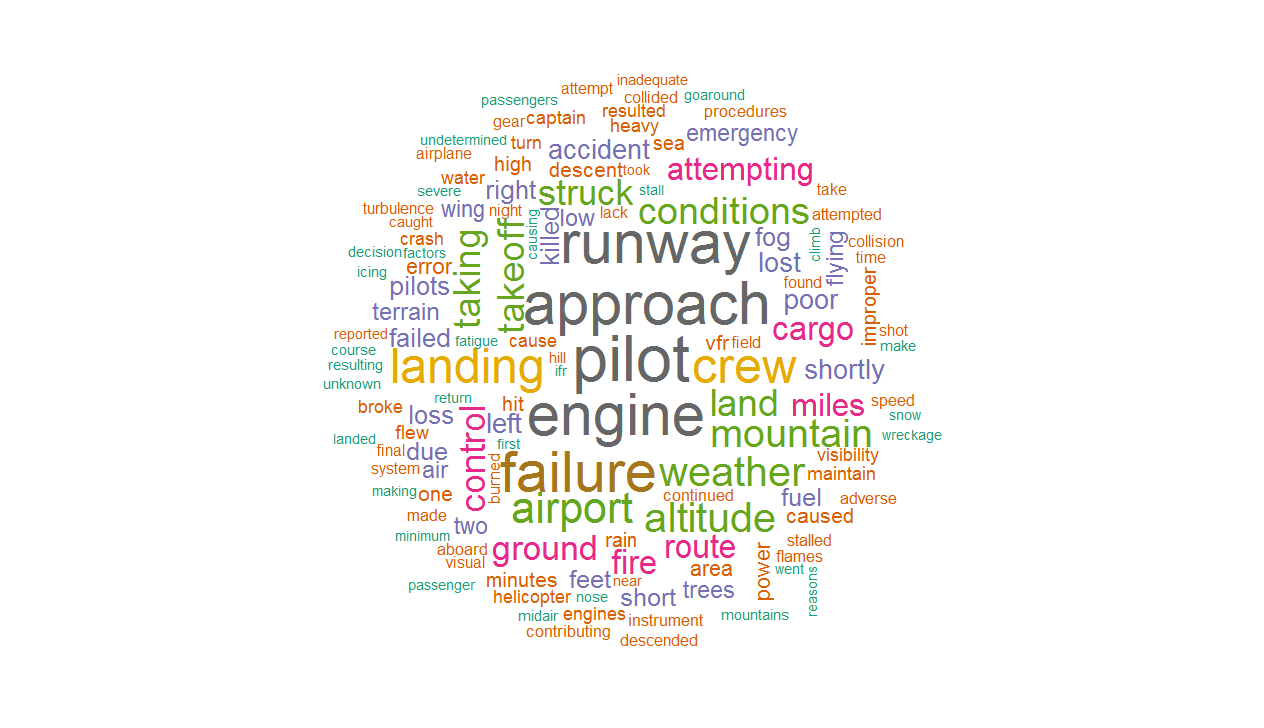 inadequate
attempt
passengers
collided
goaround
gear
captain
resulted
procedures
heavy
emergency
undetermined
turn
accident
sea
airplane
high
descent
took
attempting
water
severe
right
struck
stall
take
turbulence
wing
night
low
lack
conditions
attempted
caught
crash
causing
killed
runway
fog
climb
flying
collision
decision
factors
taking
takeoff
lost
time
icing
error
pilots
approach
found
poor
improper
terrain
cargo
shot
reported
failed
fatigue
cause
pilot
vfr
field
make
course
landing
hill
crew
shortly
resulting
ifr
unknown
return
broke
loss
control
hit
engine
land
miles
speed
snow
landed
flew
left
first
mountain
wreckage
final
due
burned
failure
weather
visibility
system
air
maintain
making
one
airport
continued
fuel
adverse
made
two
altitude
caused
minimum
aboard
ground
rain
route
stalled
visual
fire
area
power
flames
passenger
minutes
feet
near
trees
went
reasons
helicopter
nose
short
midair
engines
instrument
mountains
contributing
descended